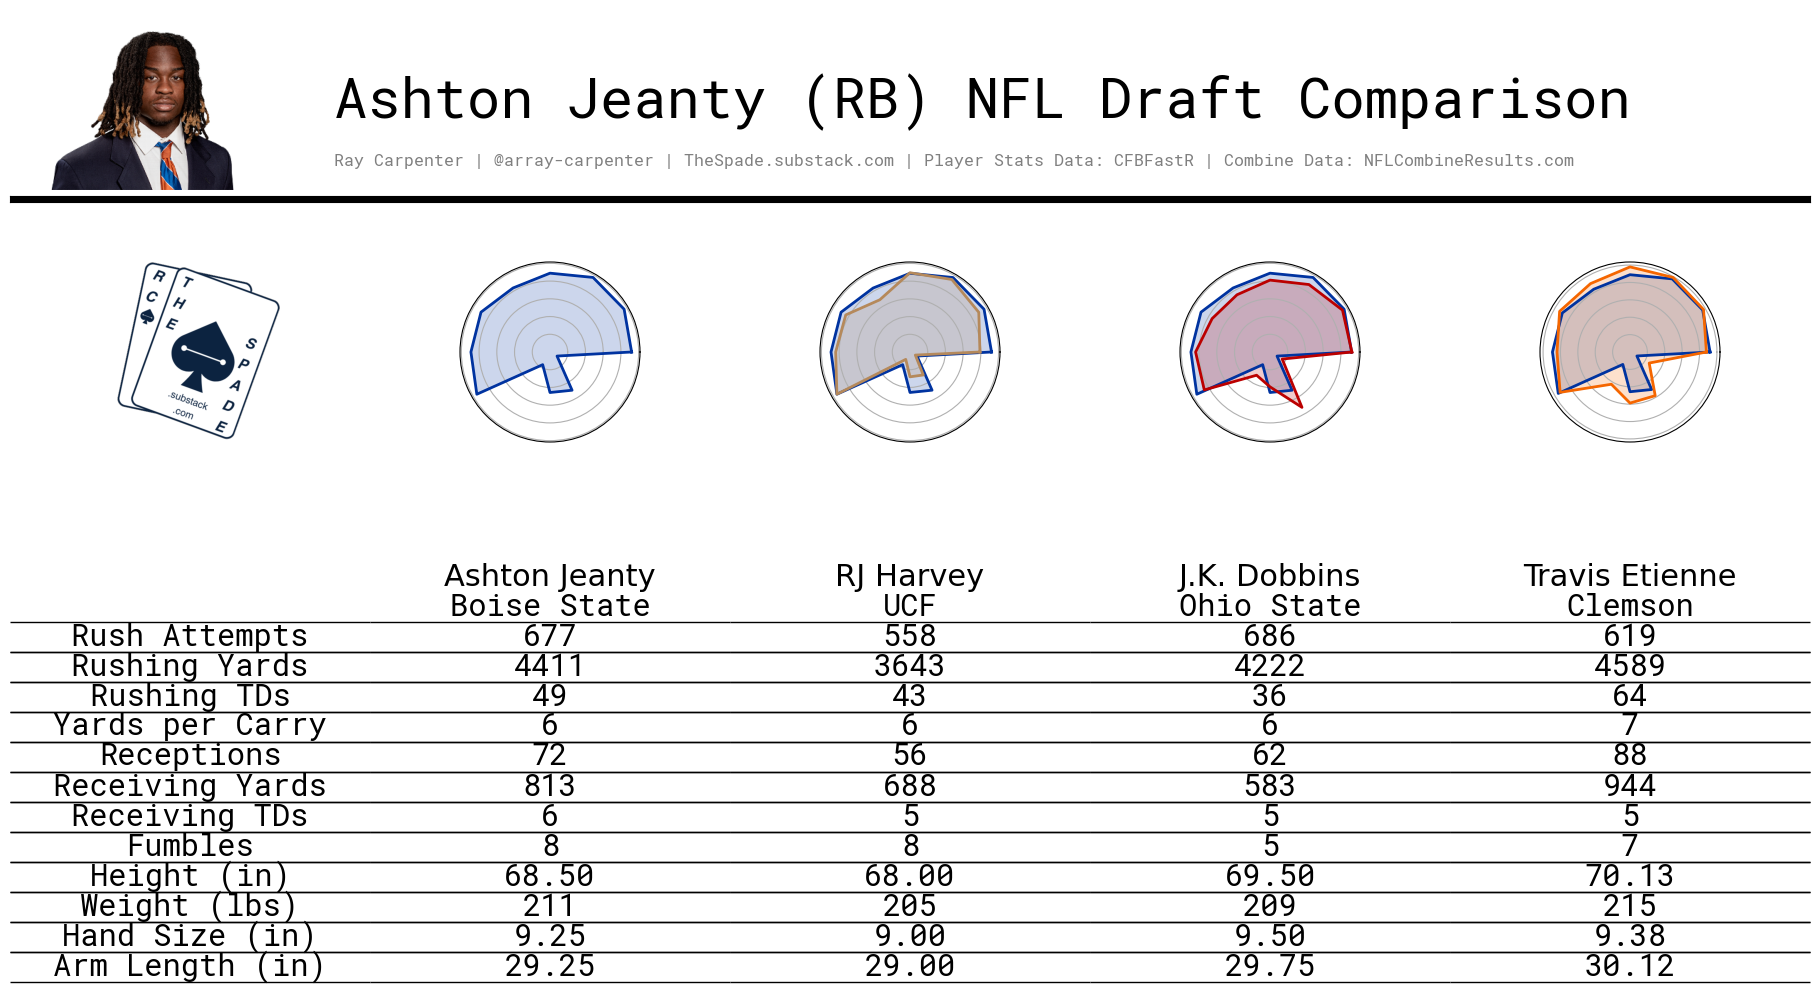 Ashton Jeanty (RB) NFL Draft Comparison
Ray Carpenter | @array-carpenter | TheSpade.substack.com | Player Stats Data: CFBFastR | Combine Data: NFLCombineResults.com
R C
THE
SPADE
.substack
.com
Ashton Jeanty RJ Harvey J.K. Dobbins Travis Etienne
Boise State UCF Ohio State Clemson
Rush Attempts 677 558 686 619
Rushing Yards 4411 3643 4222 4589
Rushing TDs 49 43 36 64
Yards per Carry 6 6 6 7
Receptions 72 56 62 88
Receiving Yards 813 688 583 944
Receiving TDs 6 5 5 5
Fumbles 8 8 5 7
Height (in) 68.50 68.00 69.50 70.13
Weight (lbs) 211 205 209 215
Hand Size (in) 9.25 9.00 9.50 9.38
Arm Length (in) 29.25 29.00 29.75 30.12